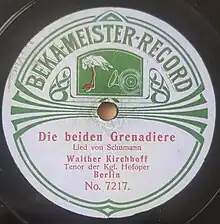 BEKA-MEISTER-RECORD
Die beiden Grenadiere
Lied von Schumann
Walther Kirchhoff
Tenor der Kgl. Hofoper
Berlin
No. 7217.